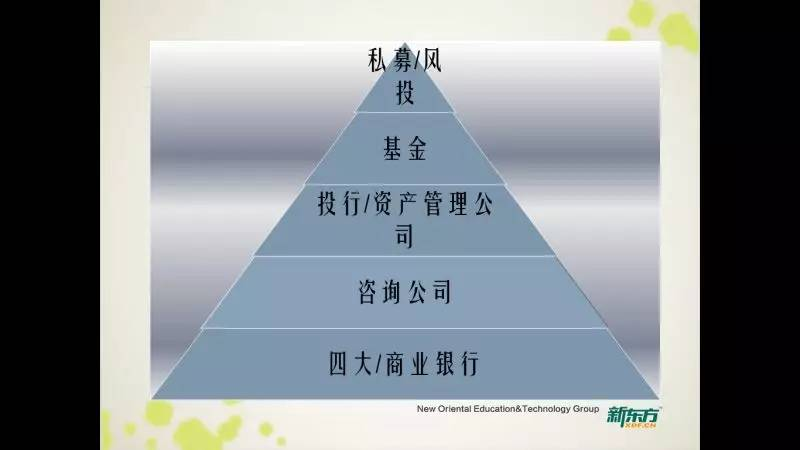 私募/风
投
基金
投行/资产管理公
司
咨询公司
四大/商业银行
New Oriental Education&Technology Group
新东方
XDF.CN